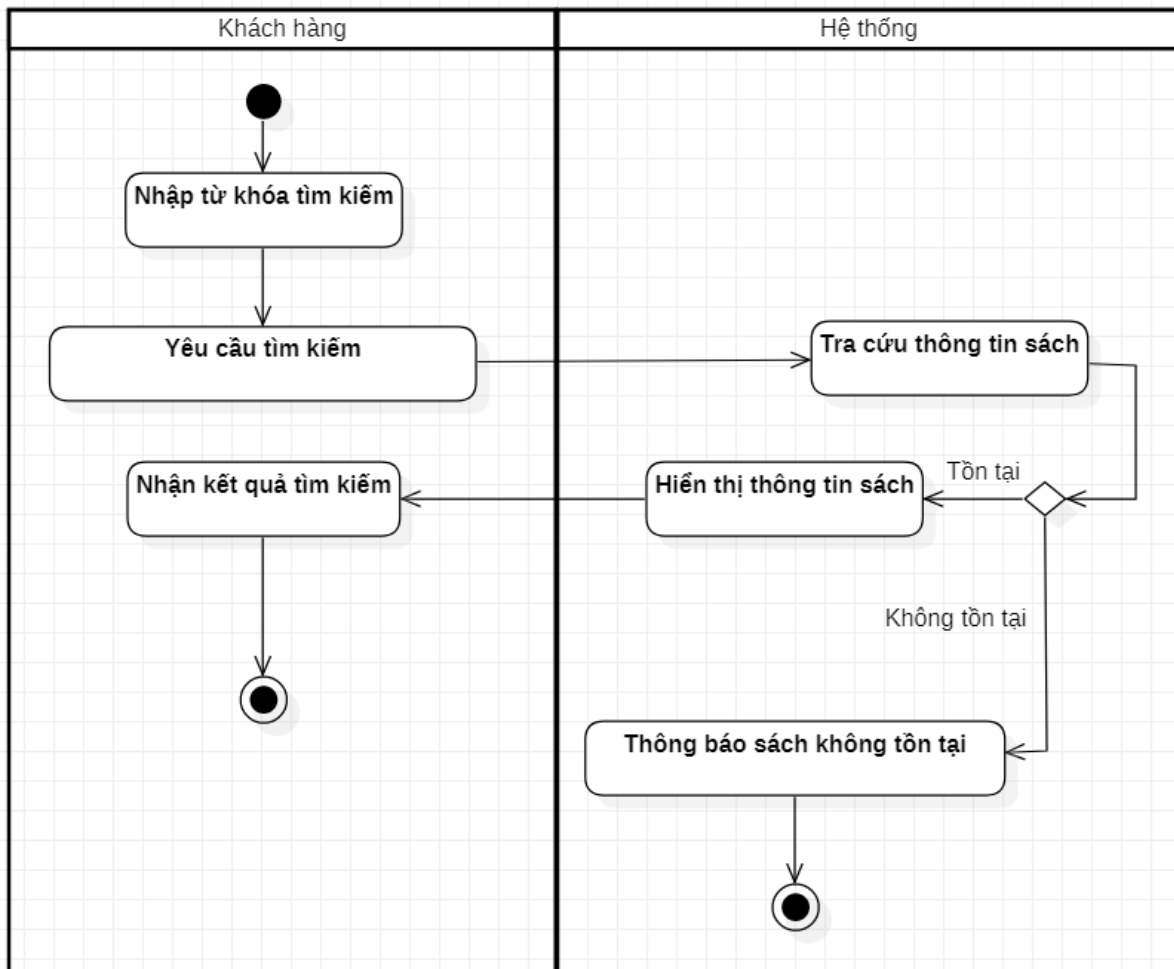 Khách hàng
Hệ thống
Nhập từ khóa tìm kiếm
Yêu cầu tìm kiếm
Tra cứu thông tin sách
Nhận kết quả tìm kiếm
Hiển thị thông tin sách
Tồn tại
Không tồn tại
Thông báo sách không tồn tại